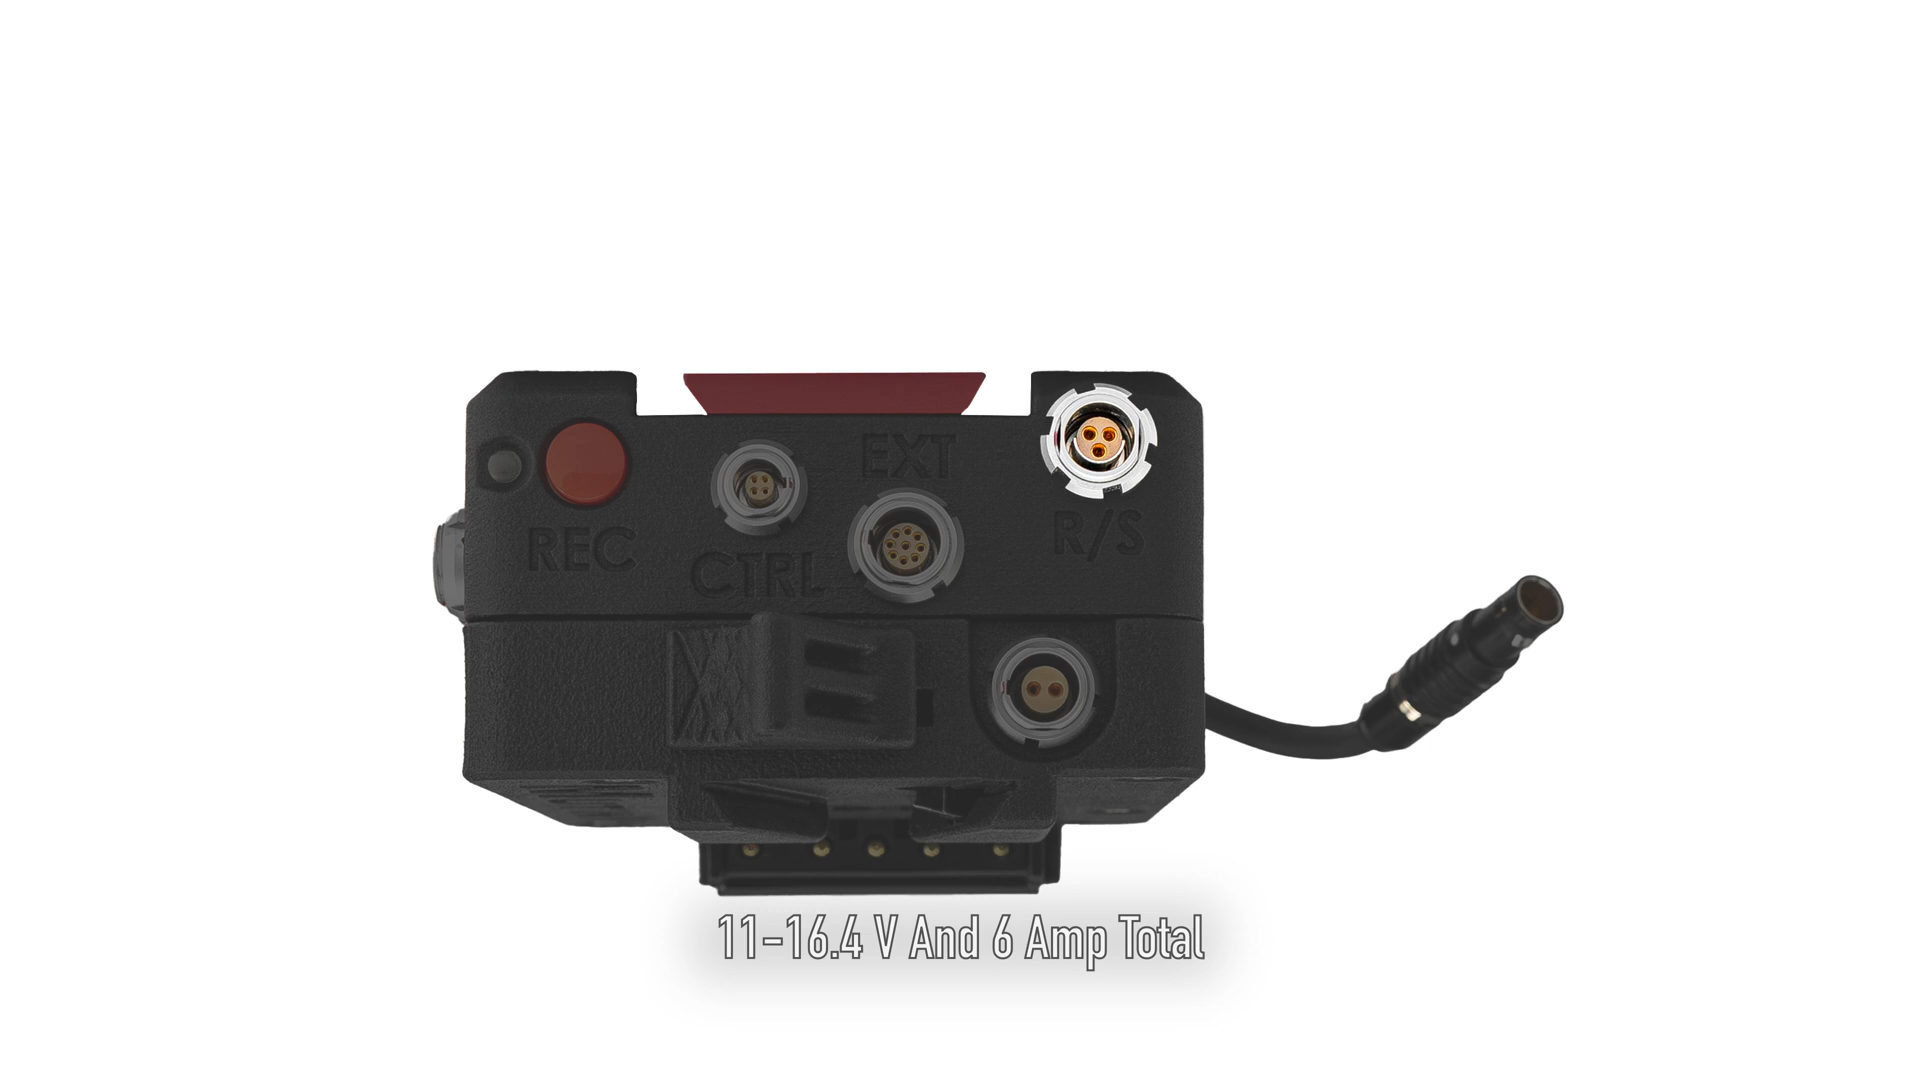 EXT
R/S
REC
CTRL
11-16.4 V And 6 Amp Total